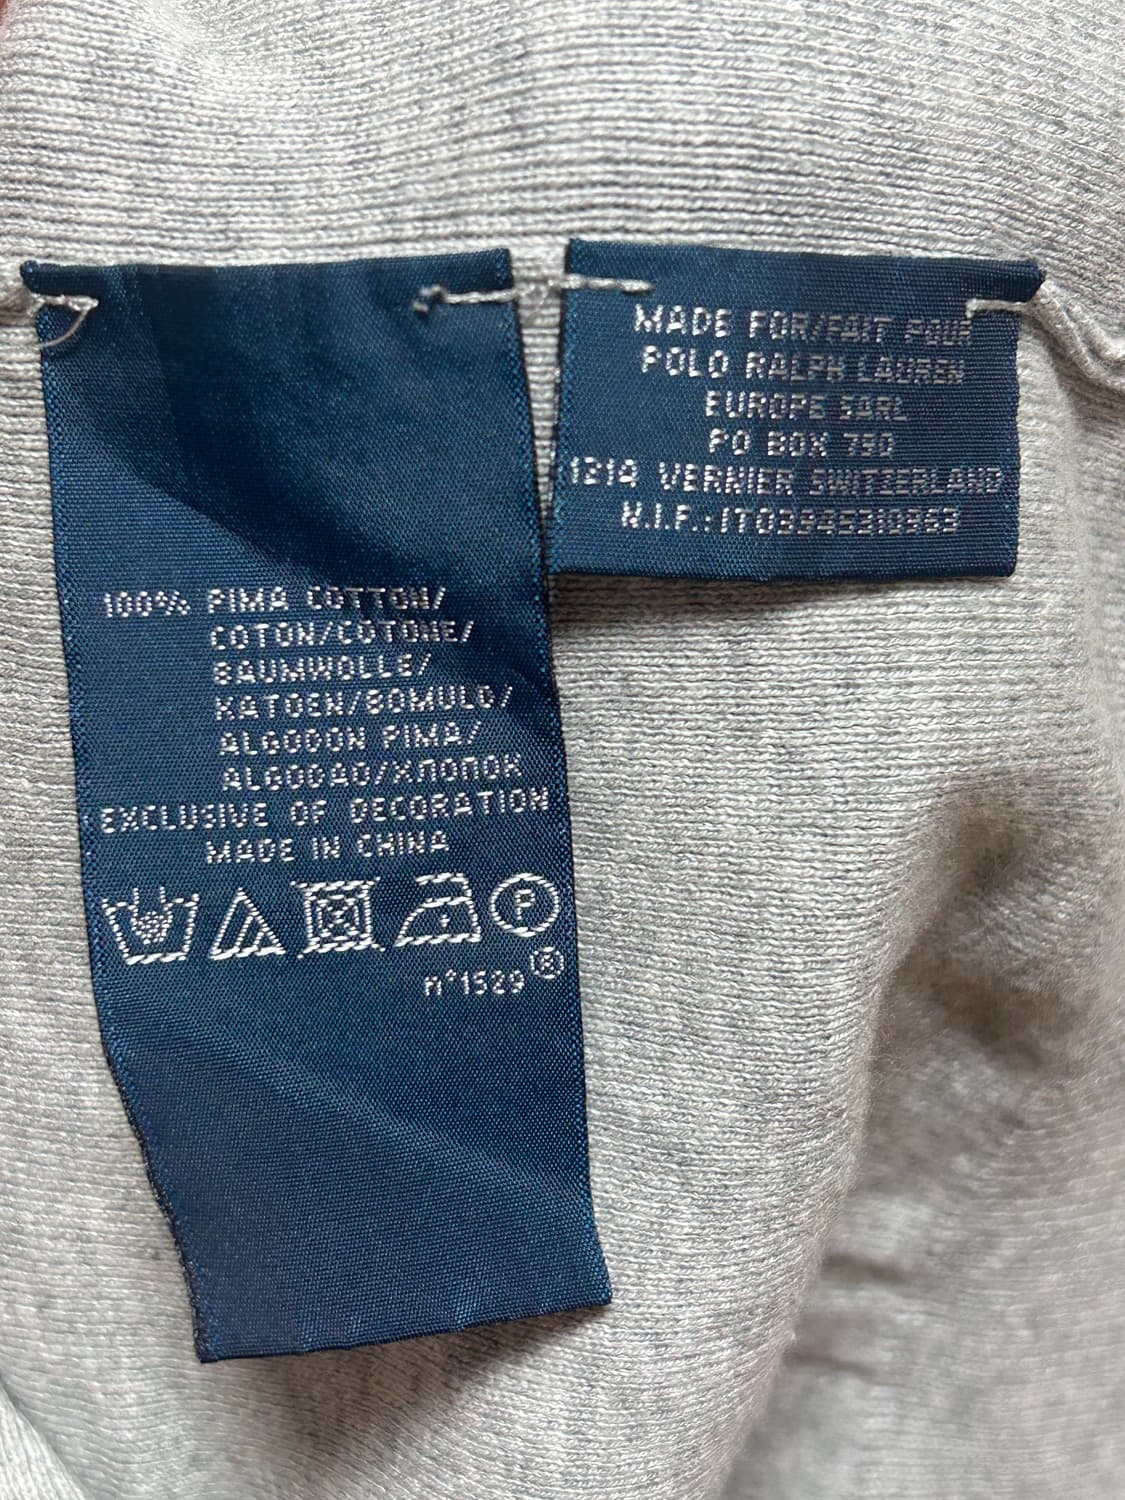 100% PIMA COTTON/
COTON/COTONE/
BAUMWOLLE/
KATOEN/BOMULD/
ALGODON PIMA/
ALGODAO/ХЛОПОК
EXCLUSIVE OF DECORATION
MADE IN CHINA
P
n°1529 ®
MADE FOR/FAIT POUR
POLO RALPH LAUREN
EUROPE SARL
PO BOX 750
1214 VERNIER SWITZERLAND
N.I.F.: